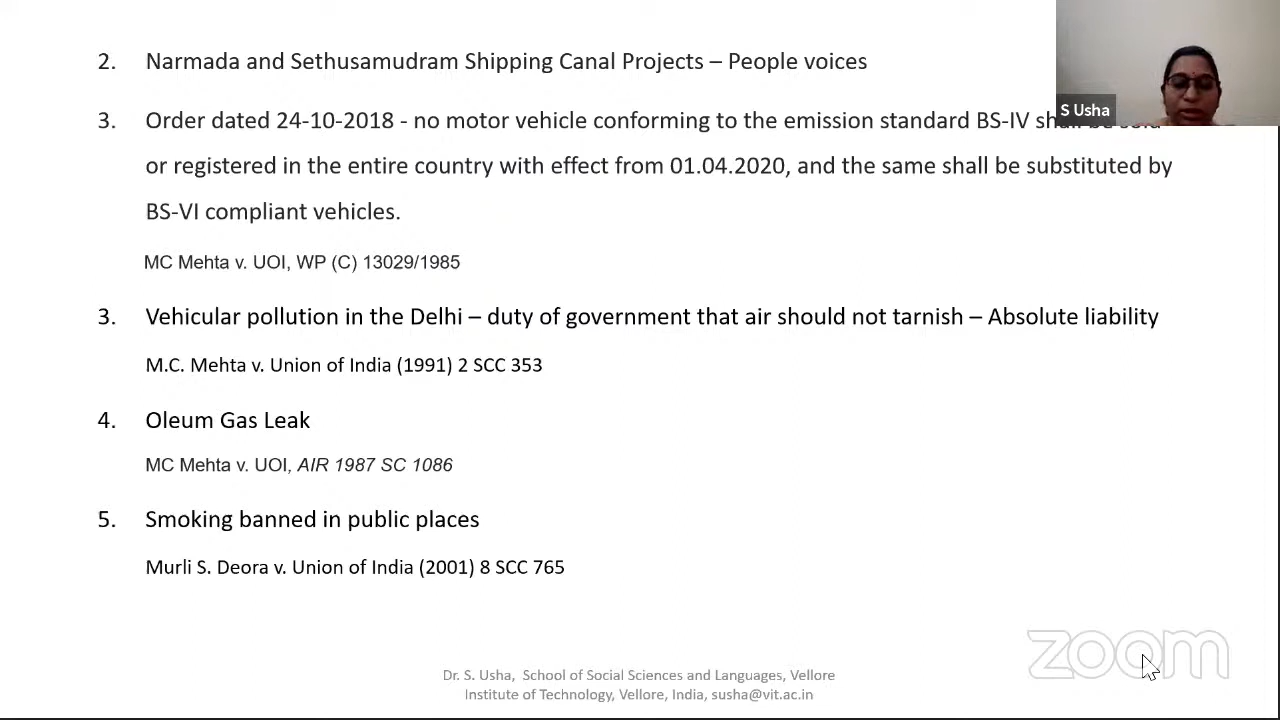 2. Narmada and Sethusamudram Shipping Canal Projects – People voices
S Usha
3. Order dated 24-10-2018 - no motor vehicle conforming to the emission standard BS-IV
or registered in the entire country with effect from 01.04.2020, and the same shall be substituted by
BS-VI compliant vehicles.
MC Mehta v. UOI, WP (C) 13029/1985
3. Vehicular pollution in the Delhi – duty of government that air should not tarnish – Absolute liability
M.C. Mehta v. Union of India (1991) 2 SCC 353
4. Oleum Gas Leak
MC Mehta v. UOI, AIR 1987 SC 1086
5. Smoking banned in public places
Murli S. Deora v. Union of India (2001) 8 SCC 765
zoom
Dr. S. Usha, School of Social Sciences and Languages, Vellore
Institute of Technology, Vellore, India, susha@vit.ac.in